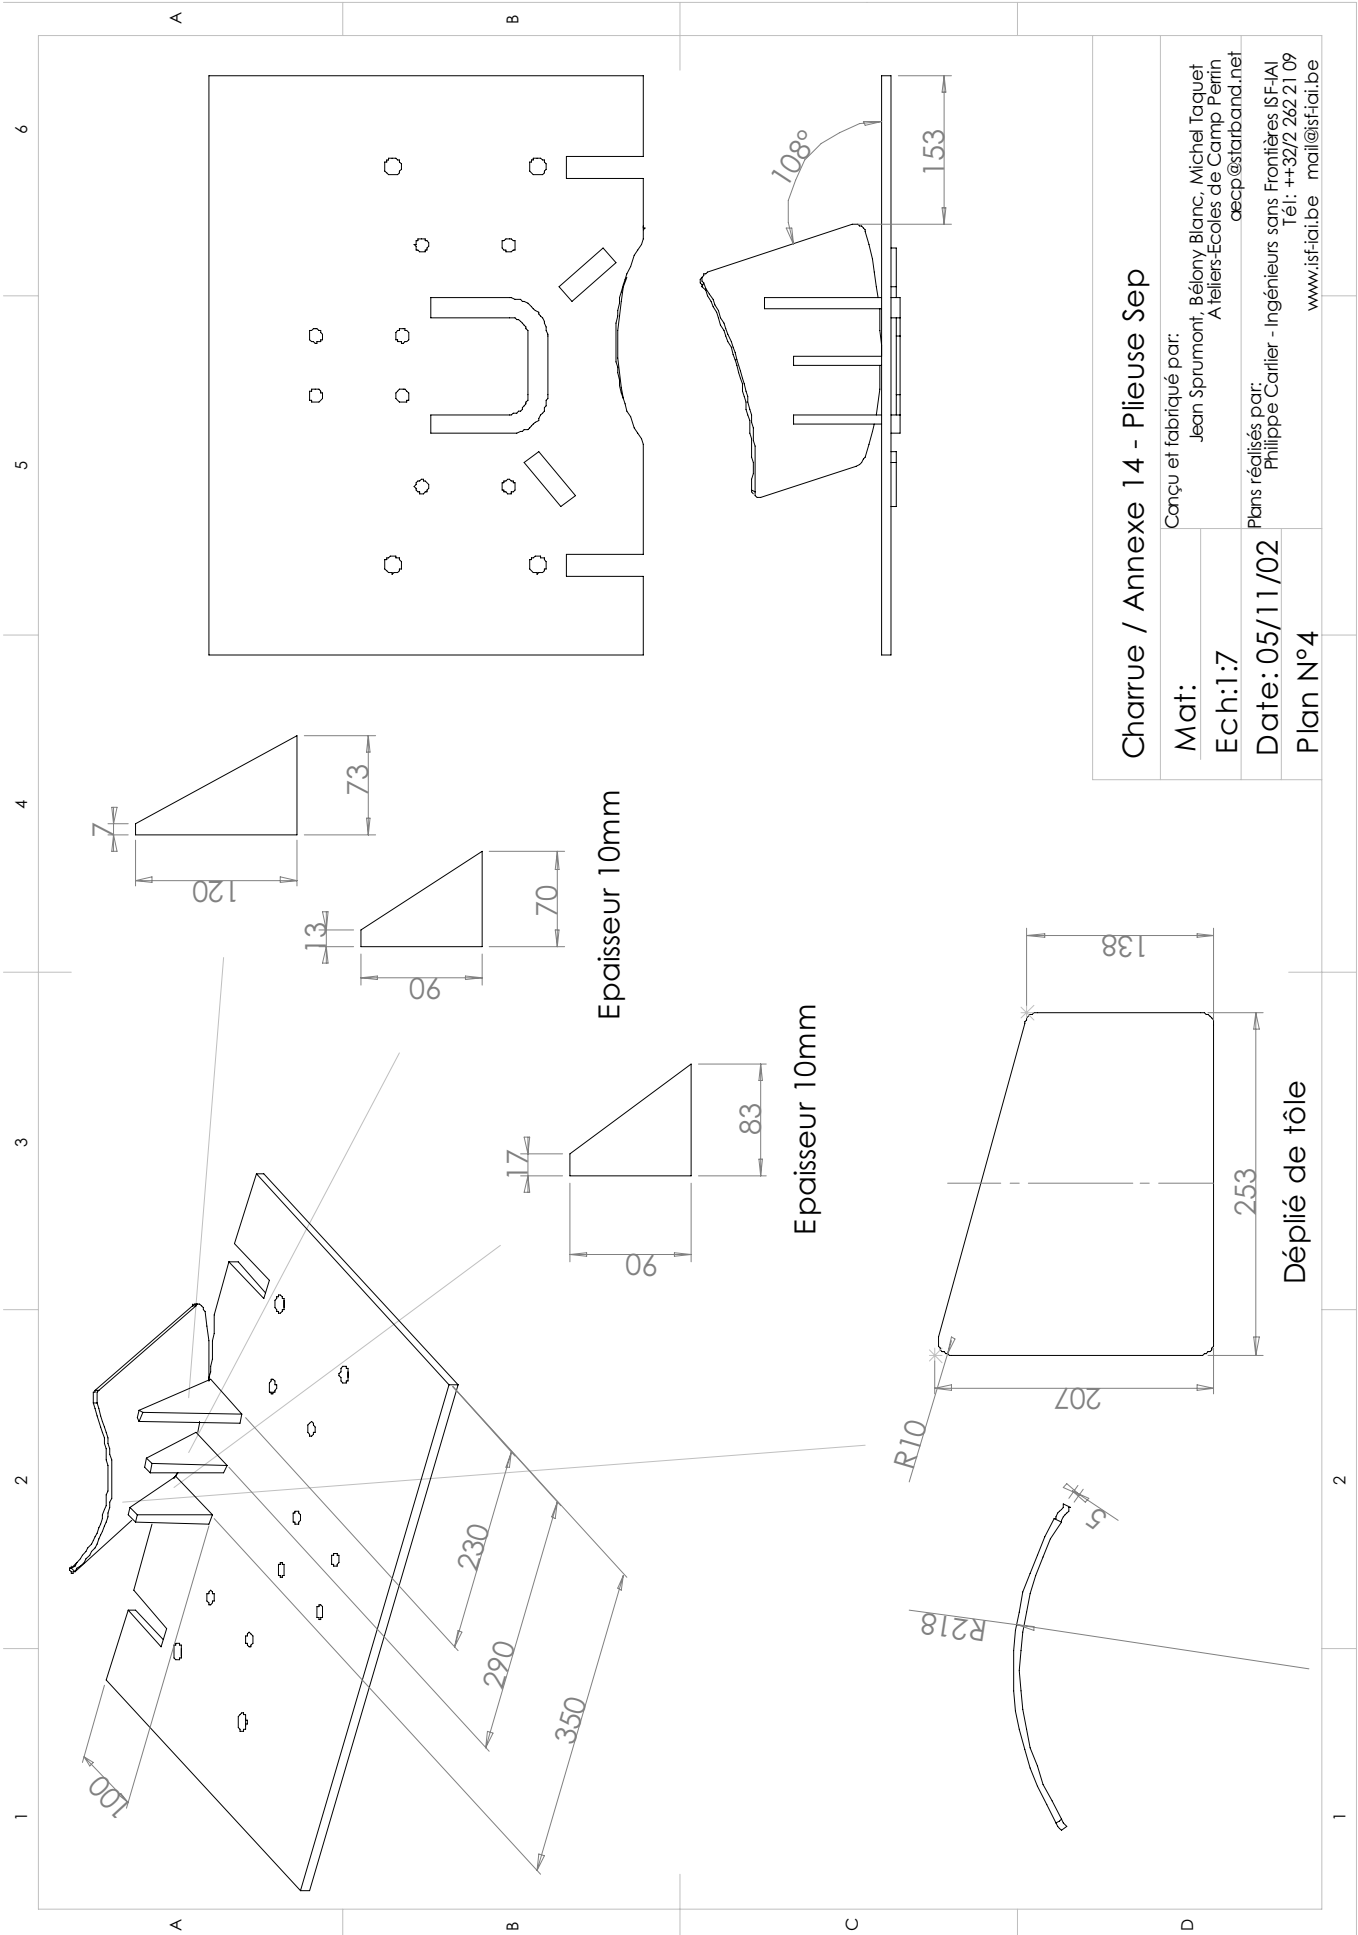 1
2
3
4
5
6
A
A
B
B
C
D
1
2
100
230
290
350
7
120
73
13
90
70
Epaisseur 10mm
17
90
83
Epaisseur 10mm
108°
153
R218
5
R10
207
138
253
Déplié de tôle
Charrue / Annexe 14 - Plieuse Sep
Mat:
Ech:1:7
Date: 05/11/02
Plan N°4
Conçu et fabriqué par:
Jean Sprumont, Bélony Blanc, Michel Taquet
Ateliers-Ecoles de Camp Perrin
aecp@starband.net
Plans réalisés par:
Philippe Carlier - Ingénieurs sans Frontières ISF-IAI
Tél: ++32/2 262 21 09
www.isf-iai.be mail@isf-iai.be